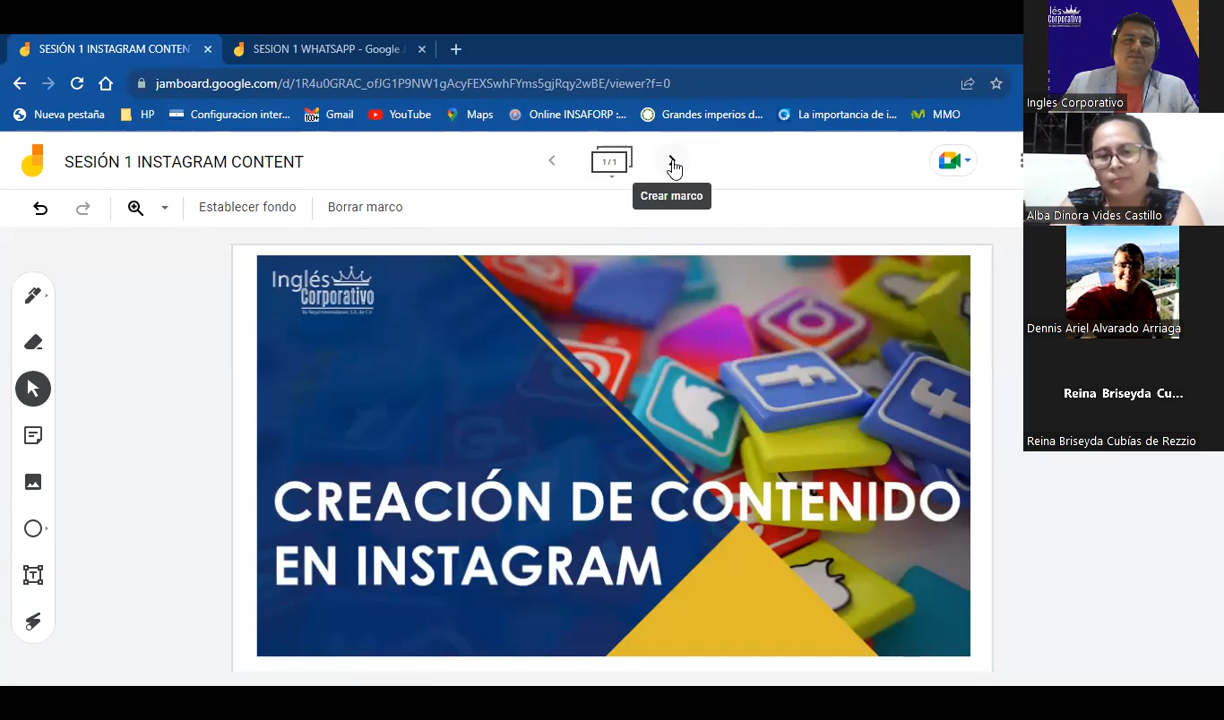 SESIÓN 1 INSTAGRAM CONTEN
SESION 1 WHATSAPP - Google
jamboard.google.com/d/1R4u0GRAC_ofJG1P9NW1gAcyFEXSwhFYms5gjRqy2wBE/viewer?f=0
Nueva pestaña HP Configuracion inter... Gmail YouTube Maps Online INSAFORP :... Grandes imperios d... La importancia de i... MMO
SESIÓN 1 INSTAGRAM CONTENT
1/1
Crear marco
Establecer fondo Borrar marco
Inglés
Corporativo
CREACIÓN DE CONTENIDO
EN INSTAGRAM
lés
Corporativo
Ingles Corporativo
Alba Dinora Vides Castillo
Dennis Ariel Alvarado Arriaga
Reina Briseyda Cu...
Reina Briseyda Cubías de Rezzio